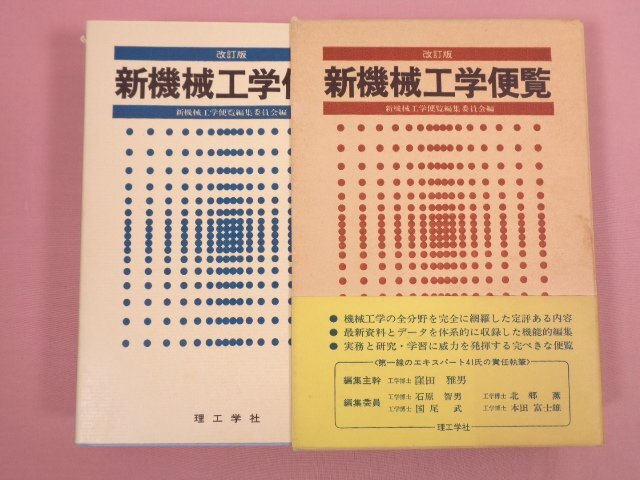 改訂版
新機械工学便
新機械工学便覧編集委員会編
理工学社
改訂版
新機械工学便覧
新機械工学便覧編集委員会編
●機械工学の全分野を完全に網羅した定評ある内容
●最新資料とデータを体系的に収録した機能的編集
●実務と研究・学習に威力を発揮する完ぺきな便覧
〈第一線のエキスパート41氏の責任執筆〉
編集主幹 工学博士 窪田 雅男
編集委員 工学博士 石原 智男 工学博士 北郷 薫
工学博士 国尾 武 工学博士 本田 富士雄
理工学社